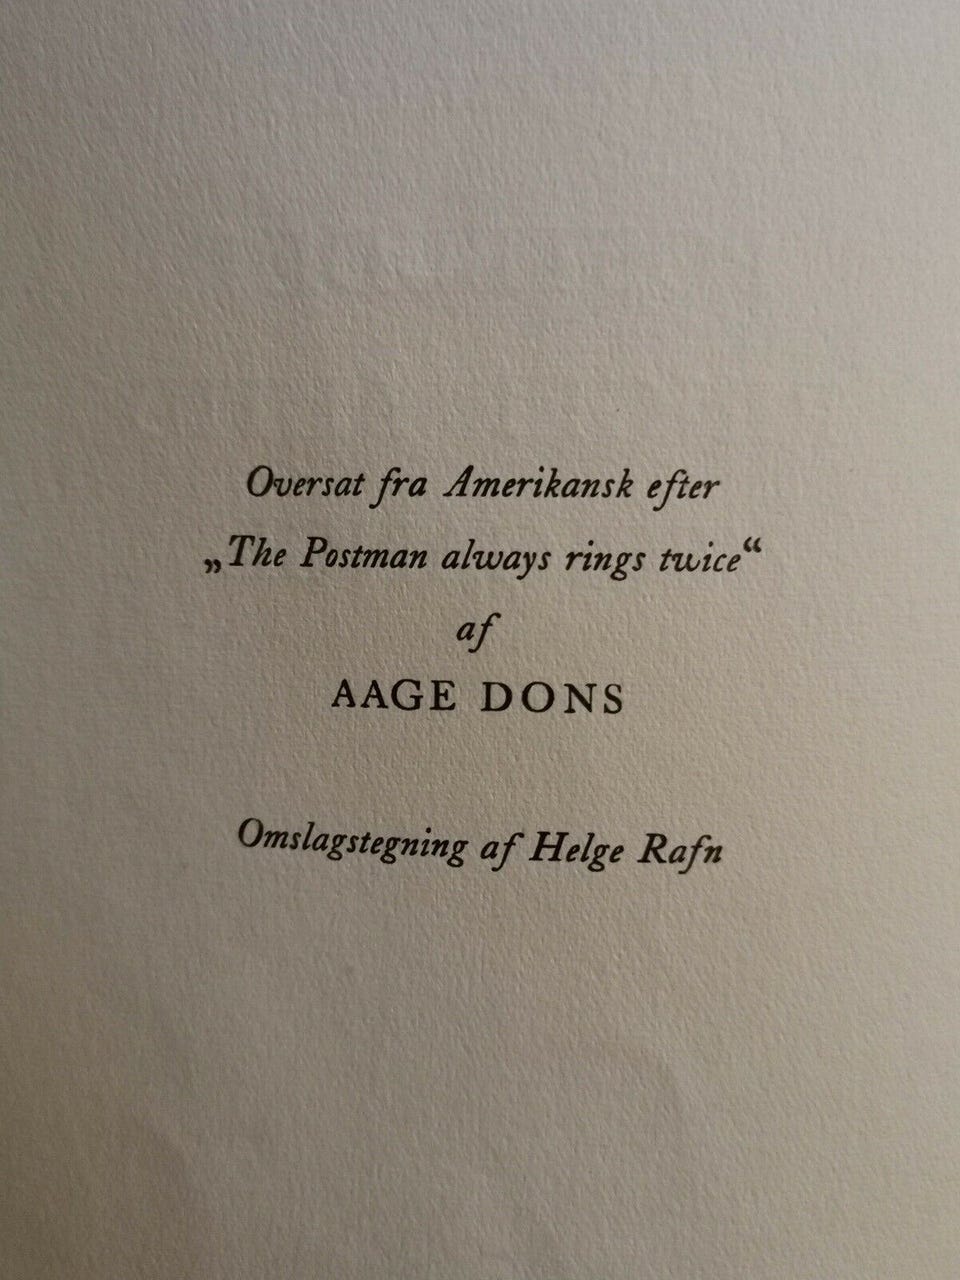 Oversat fra Amerikansk efter
„The Postman always rings twice“
af
AAGE DONS
Omslagstegning af Helge Rafn